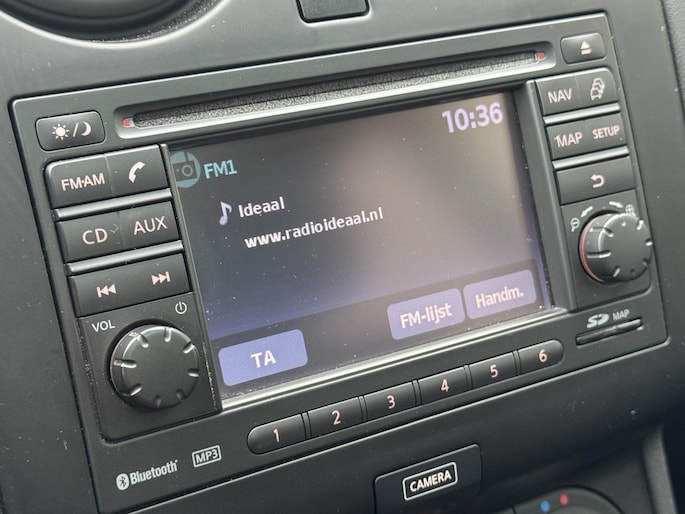 10:36
FM1
Ideaal
www.radioideaal.nl
TA
FM-lijst
Handm.
FM·AM
CD
AUX
VOL
NAV
MAP
SETUP
SD MAP
1 2 3 4 5 6
Bluetooth®
MP3
CAMERA